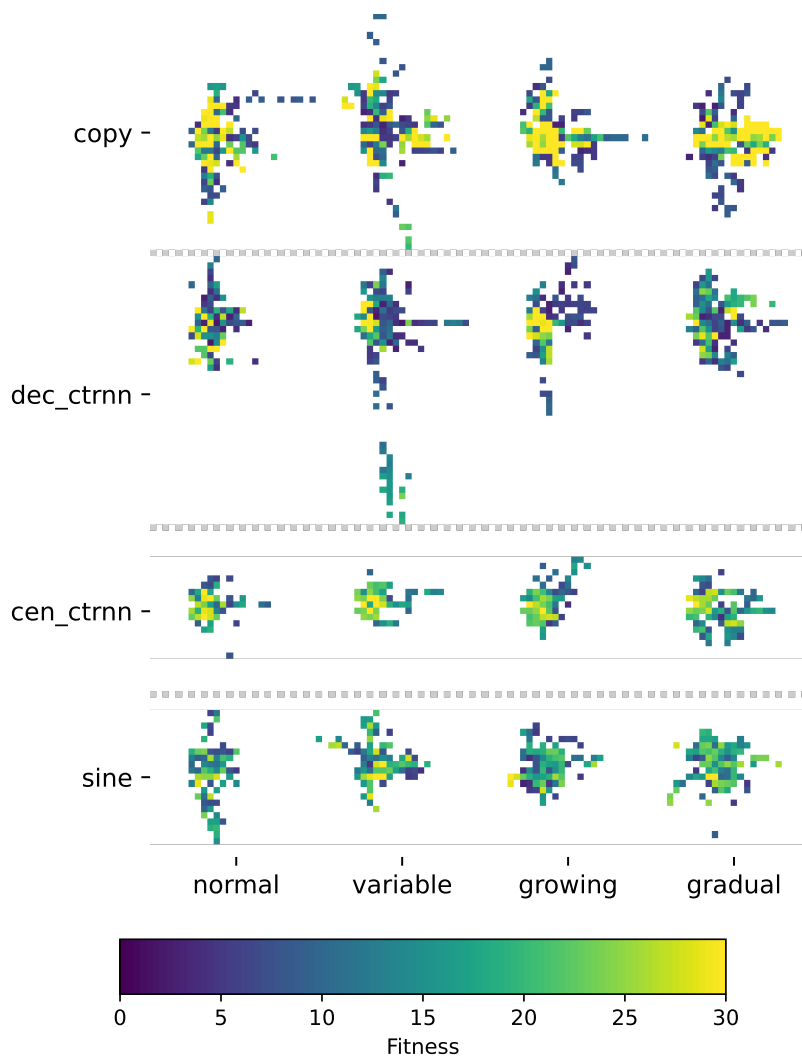 copy
dec_ctrnn
cen_ctrnn
sine
normal variable growing gradual
0 5 10 15 20 25 30
Fitness